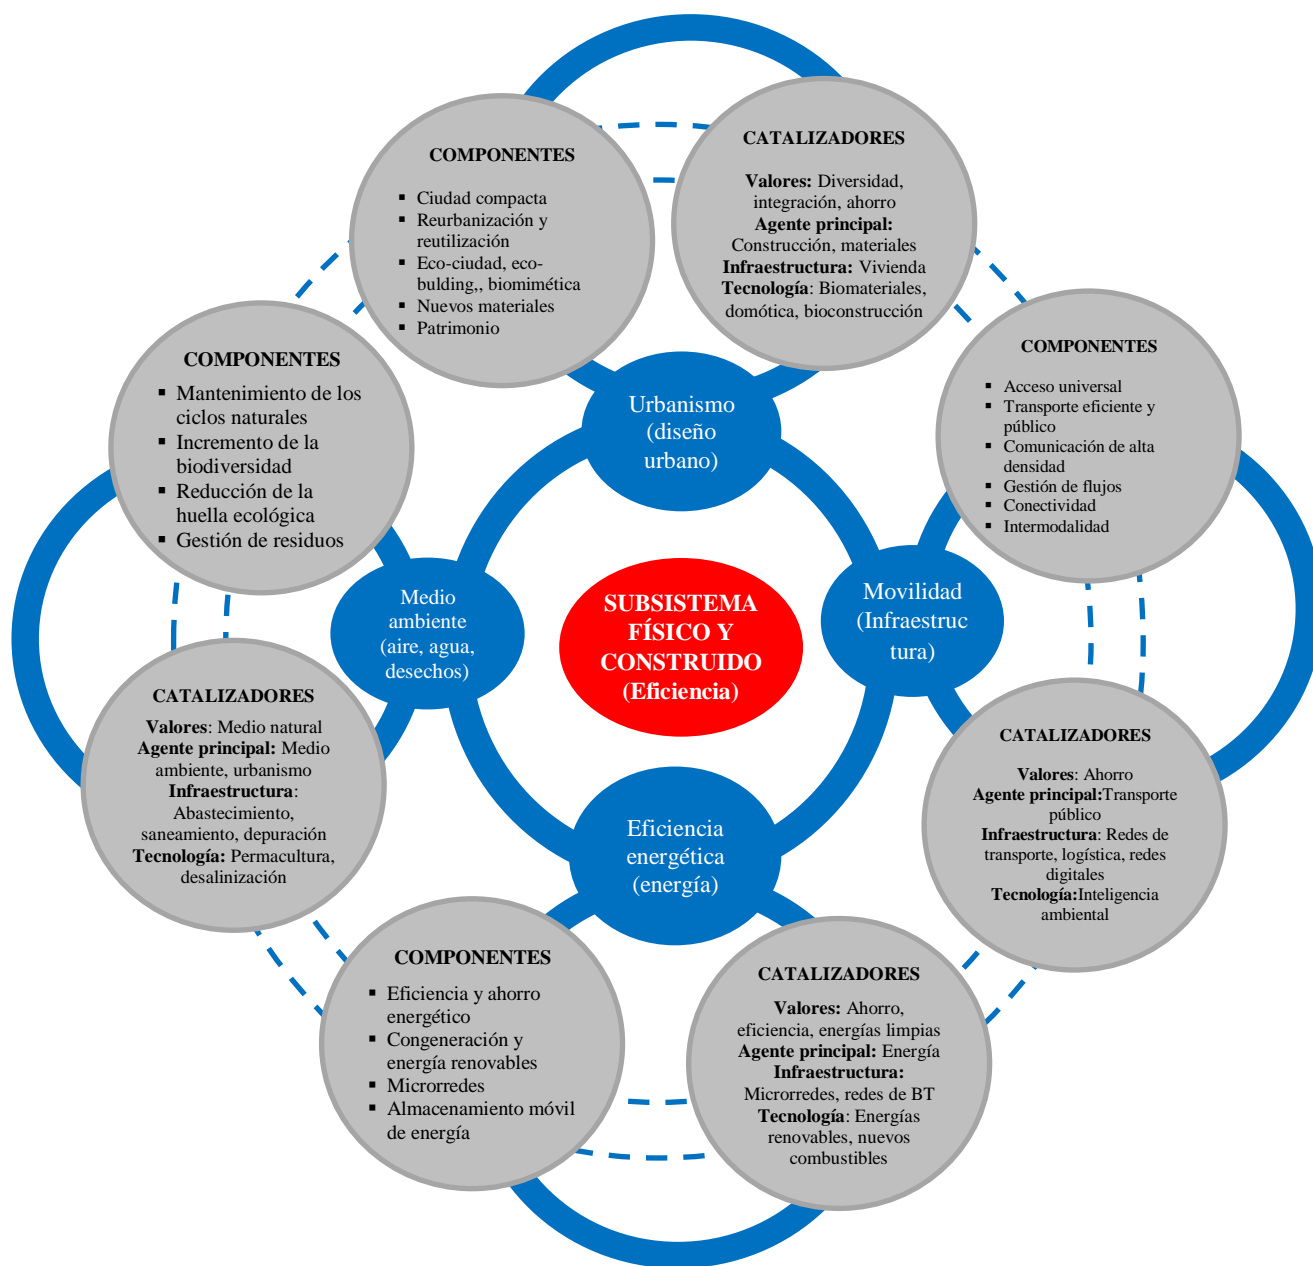 COMPONENTES
▪ Ciudad compacta
▪ Reurbanización y
reutilización
▪ Eco-ciudad, eco-
bulding,, biomimética
▪ Nuevos materiales
▪ Patrimonio
CATALIZADORES
Valores: Diversidad,
integración, ahorro
Agente principal:
Construcción, materiales
Infraestructura: Vivienda
Tecnología: Biomateriales,
domótica, bioconstrucción
COMPONENTES
▪ Mantenimiento de los
ciclos naturales
▪ Incremento de la
biodiversidad
▪ Reducción de la
huella ecológica
▪ Gestión de residuos
Urbanismo
(diseño
urbano)
COMPONENTES
▪ Acceso universal
▪ Transporte eficiente y
público
▪ Comunicación de alta
densidad
▪ Gestión de flujos
▪ Conectividad
▪ Intermodalidad
Medio
ambiente
(aire, agua,
desechos)
SUBSISTEMA
FÍSICO Y
CONSTRUIDO
(Eficiencia)
Movilidad
(Infraestruc
tura)
CATALIZADORES
Valores: Medio natural
Agente principal: Medio
ambiente, urbanismo
Infraestructura:
Abastecimiento,
saneamiento, depuración
Tecnología: Permacultura,
desalinización
Eficiencia
energética
(energía)
CATALIZADORES
Valores: Ahorro
Agente principal:Transporte
público
Infraestructura: Redes de
transporte, logística, redes
digitales
Tecnología:Inteligencia
ambiental
COMPONENTES
▪ Eficiencia y ahorro
energético
▪ Congeneración y
energía renovables
▪ Microrredes
▪ Almacenamiento móvil
de energía
CATALIZADORES
Valores: Ahorro,
eficiencia, energías limpias
Agente principal: Energía
Infraestructura:
Microrredes, redes de BT
Tecnología: Energías
renovables, nuevos
combustibles